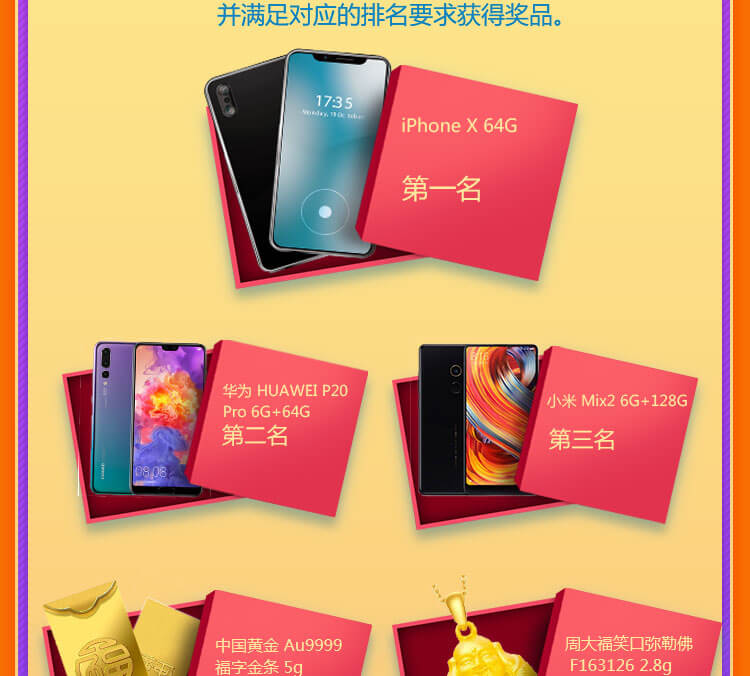 并满足对应的排名要求获得奖品。
17:35
iPhone X 64G
第一名
华为 HUAWEI P20
Pro 6G+64G
第二名
08:08
小米 Mix2 6G+128G
第三名
中国黄金 Au9999
福字金条 5g
福
周大福笑口弥勒佛
F163126 2.8g